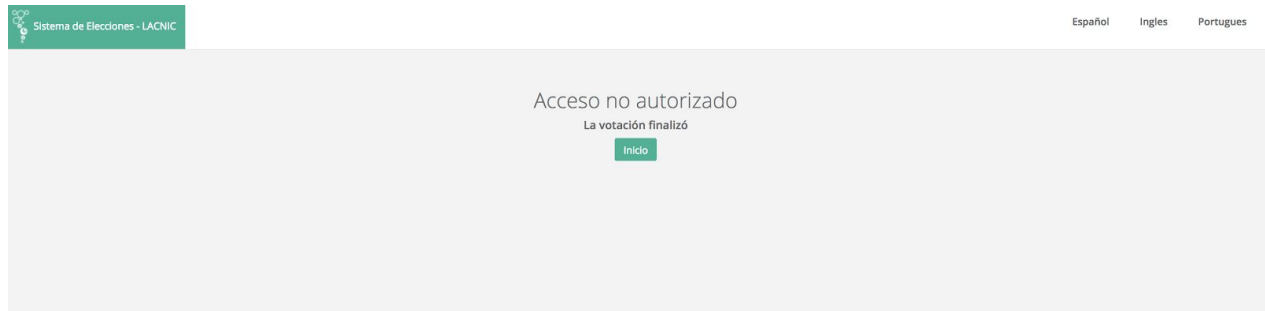 Sistema de Elecciones - LACNIC
Español Ingles Portugues
Acceso no autorizado
La votación finalizó
Inicio